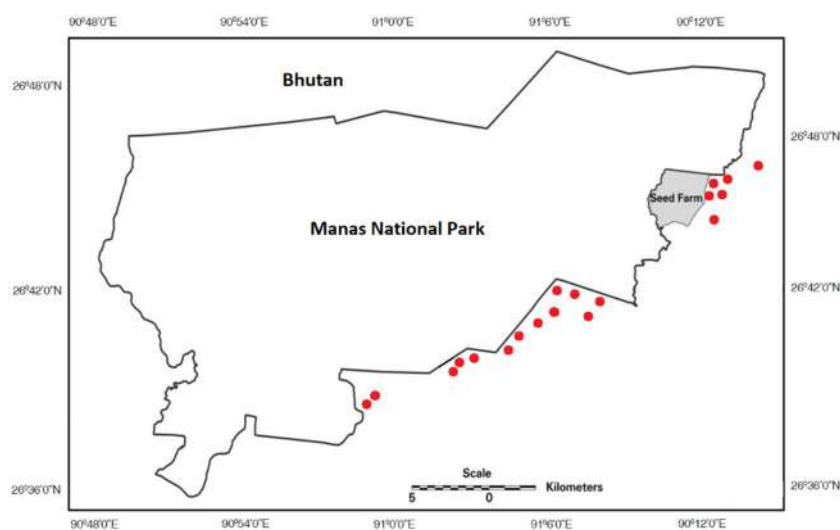 90°48'0"E 90°54'0"E 91°0'0"E 91°6'0"E 90°12'0"E
Bhutan
26°48'0"N
26°48'0"N
Seed Farm
Manas National Park
26°42'0"N 26°42'0"N
Scale
Kilometers
5 0
26°36'0"N 26°36'0"N
90°48'0"E 90°54'0"E 91°0'0"E 91°6'0"E 90°12'0"E